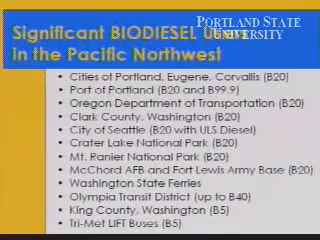 PORTLAND STATE
UNIVERSITY
Significant BIODIESEL Users
in the Pacific Northwest
• Cities of Portland, Eugene, Corvallis (B20)
• Port of Portland (B20 and B99.9)
• Oregon Department of Transportation (B20)
• Clark County, Washington (B20)
• City of Seattle (B20 with ULS Diesel)
• Crater Lake National Park (B20)
• Mt. Ranier National Park (B20)
• McChord AFB and Fort Lewis Army Base (B20)
• Washington State Ferries
• Olympia Transit District (up to B40)
• King County, Washington (B5)
• Tri-Met LIFT Buses (B5)